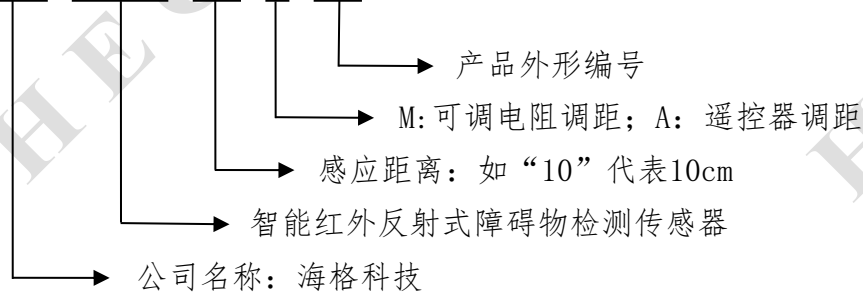 产品外形编号
M:可调电阻调距；A：遥控器调距
感应距离：如“10”代表10cm
智能红外反射式障碍物检测传感器
公司名称：海格科技